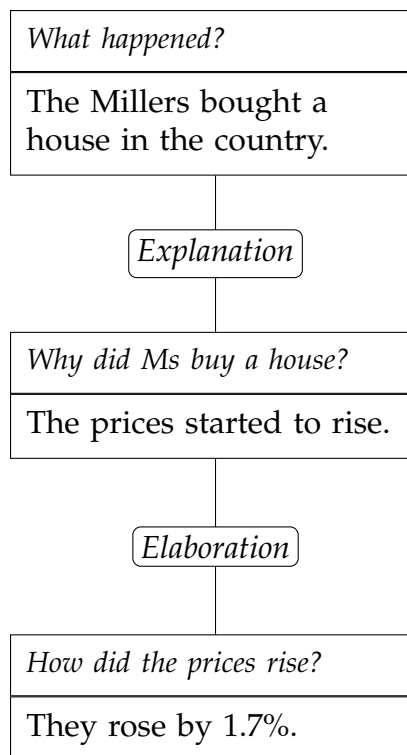 What happened?
The Millers bought a
house in the country.
Explanation
Why did Ms buy a house?
The prices started to rise.
Elaboration
How did the prices rise?
They rose by 1.7%.